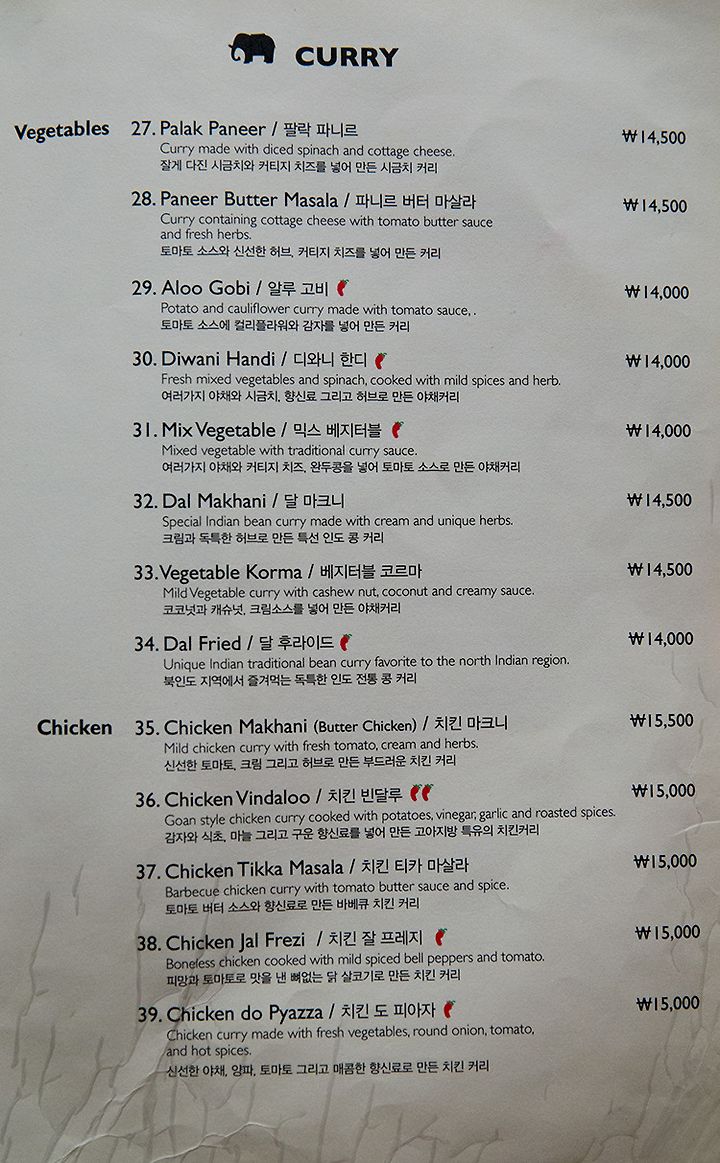 CURRY
Vegetables
27. Palak Paneer / 팔락 파니르 ₩14,500
Curry made with diced spinach and cottage cheese.
잘게 다진 시금치와 커티지 치즈를 넣어 만든 시금치 커리
28. Paneer Butter Masala / 파니르 버터 마살라 ₩14,500
Curry containing cottage cheese with tomato butter sauce
and fresh herbs.
토마토 소스와 신선한 허브, 커티지 치즈를 넣어 만든 커리
29. Aloo Gobi / 알루 고비 ₩14,000
Potato and cauliflower curry made with tomato sauce, .
토마토 소스에 컬리플라워와 감자를 넣어 만든 커리
30. Diwani Handi / 디와니 한디 ₩14,000
Fresh mixed vegetables and spinach, cooked with mild spices and herb.
여러가지 야채와 시금치, 향신료 그리고 허브로 만든 야채커리
31. Mix Vegetable / 믹스 베지터블 ₩14,000
Mixed vegetable with traditional curry sauce.
여러가지 야채와 커티지 치즈, 완두콩을 넣어 토마토 소스로 만든 야채커리
32. Dal Makhani / 달 마크니 ₩14,500
Special Indian bean curry made with cream and unique herbs.
크림과 독특한 허브로 만든 특선 인도 콩 커리
33. Vegetable Korma / 베지터블 코르마 ₩14,500
Mild Vegetable curry with cashew nut, coconut and creamy sauce.
코코넛과 캐슈넛, 크림소스를 넣어 만든 야채커리
34. Dal Fried / 달 후라이드 ₩14,000
Unique Indian traditional bean curry favorite to the north Indian region.
북인도 지역에서 즐겨먹는 독특한 인도 전통 콩 커리
Chicken
35. Chicken Makhani (Butter Chicken) / 치킨 마크니 ₩15,500
Mild chicken curry with fresh tomato, cream and herbs.
신선한 토마토, 크림 그리고 허브로 만든 부드러운 치킨 커리
36. Chicken Vindaloo / 치킨 빈달루 ₩15,000
Goan style chicken curry cooked with potatoes, vinegar, garlic and roasted spices.
감자와 식초, 마늘 그리고 구운 향신료를 넣어 만든 고아지방 특유의 치킨커리
37. Chicken Tikka Masala / 치킨 티카 마살라 ₩15,000
Barbecue chicken curry with tomato butter sauce and spice.
토마토 버터 소스와 향신료로 만든 바베큐 치킨 커리
38. Chicken Jal Frezi / 치킨 잘 프레지 ₩15,000
Boneless chicken cooked with mild spiced bell peppers and tomato.
피망과 토마토로 맛을 낸 뼈없는 닭 살코기로 만든 치킨 커리
39. Chicken do Pyazza / 치킨 도 피아자 ₩15,000
Chicken curry made with fresh vegetables, round onion, tomato,
and hot spices.
신선한 야채, 양파, 토마토 그리고 매콤한 향신료로 만든 치킨 커리